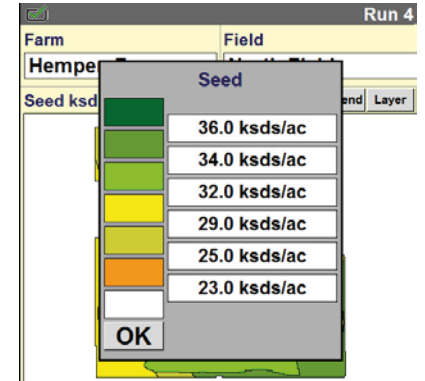 Run 4
Farm Field
Hemper
Seed ksd
end Layer
Seed
36.0 ksds/ac
34.0 ksds/ac
32.0 ksds/ac
29.0 ksds/ac
25.0 ksds/ac
23.0 ksds/ac
OK